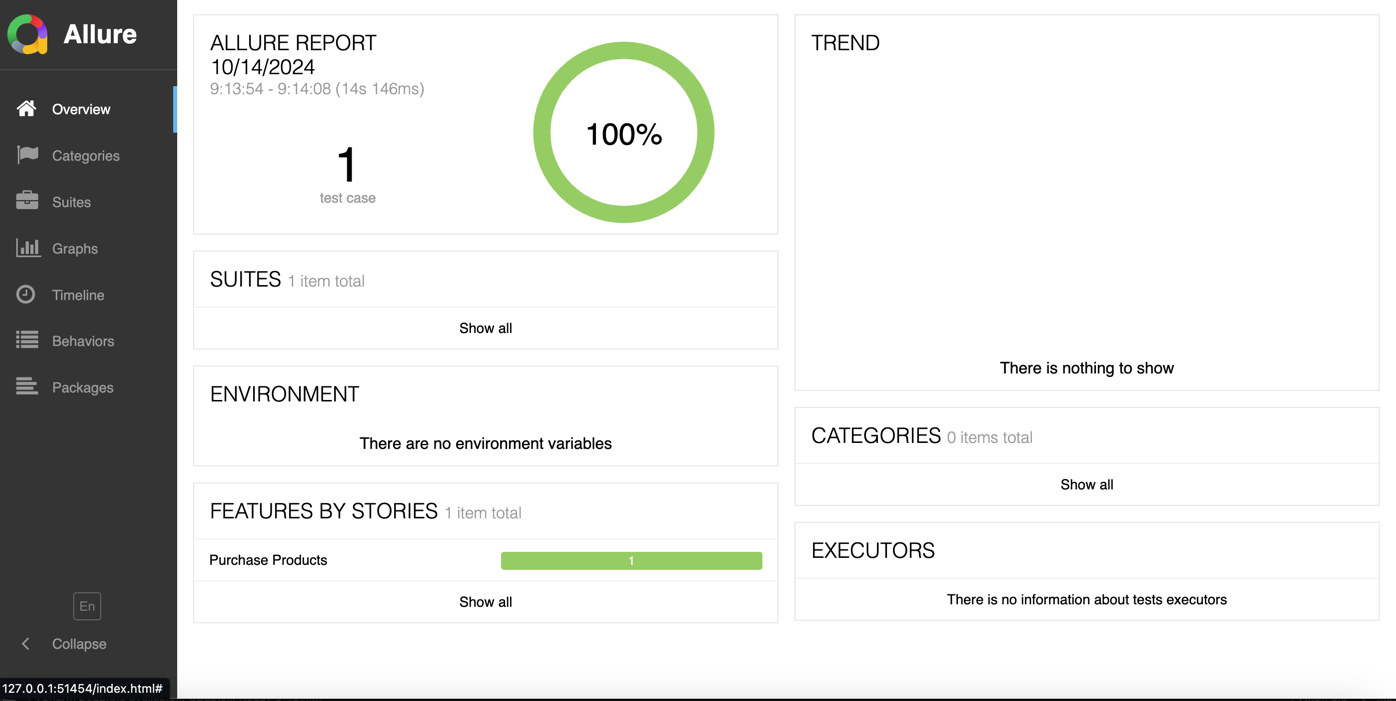 Allure
Overview
Categories
Suites
Graphs
Timeline
Behaviors
Packages
En
Collapse
127.0.0.1:51454/index.html#
ALLURE REPORT
10/14/2024
9:13:54 - 9:14:08 (14s 146ms)
1
test case
100%
SUITES 1 item total
Show all
ENVIRONMENT
There are no environment variables
FEATURES BY STORIES 1 item total
Purchase Products 1
Show all
TREND
There is nothing to show
CATEGORIES 0 items total
Show all
EXECUTORS
There is no information about tests executors